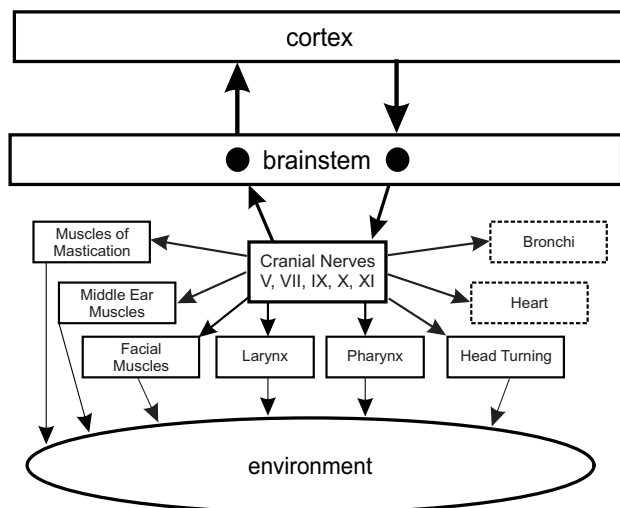 cortex
brainstem
Muscles of
Mastication
Cranial Nerves
V, VII, IX, X, XI
Bronchi
Middle Ear
Muscles
Heart
Facial
Muscles
Larynx
Pharynx
Head Turning
environment